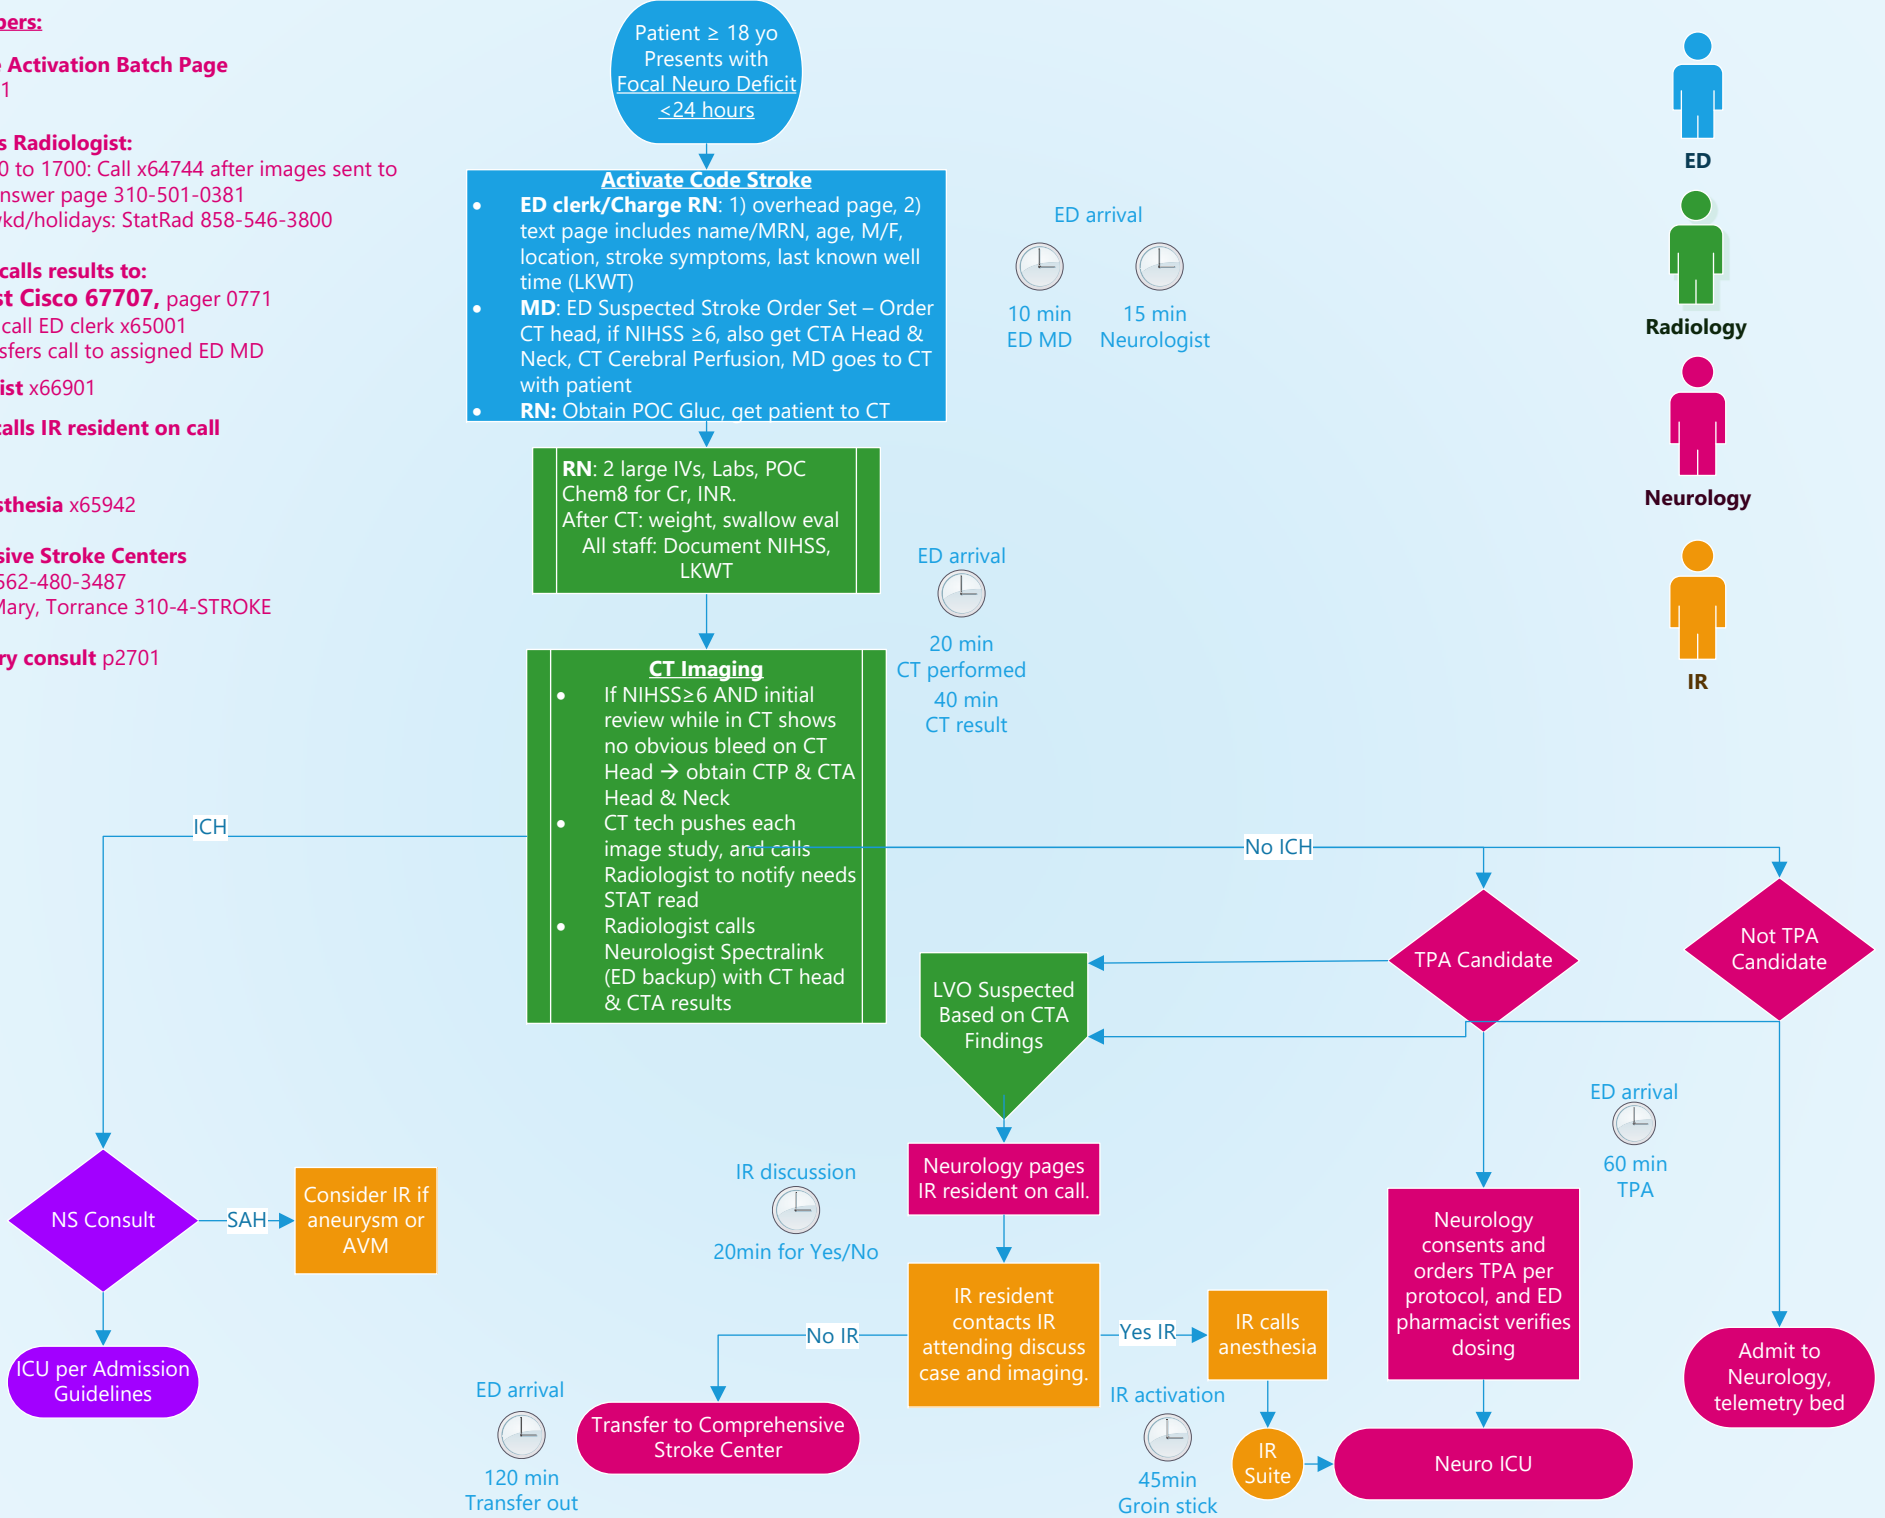 bers:
e Activation Batch Page
1
s Radiologist:
0 to 1700: Call x64744 after images sent to
nswer page 310-501-0381
wkd/holidays: StatRad 858-546-3800
calls results to:
st Cisco 67707, pager 0771
call ED clerk x65001
sfers call to assigned ED MD
ist x66901
calls IR resident on call
sthesia x65942
sive Stroke Centers
562-480-3487
Mary, Torrance 310-4-STROKE
ry consult p2701
Patient ≥ 18 yo
Presents with
Focal Neuro Deficit
<24 hours
Activate Code Stroke
• ED clerk/Charge RN: 1) overhead page, 2)
text page includes name/MRN, age, M/F,
location, stroke symptoms, last known well
time (LKWT)
• MD: ED Suspected Stroke Order Set – Order
CT head, if NIHSS ≥6, also get CTA Head &
Neck, CT Cerebral Perfusion, MD goes to CT
with patient
• RN: Obtain POC Gluc, get patient to CT
ED arrival
10 min
ED MD
15 min
Neurologist
ED
Radiology
Neurology
IR
RN: 2 large IVs, Labs, POC
Chem8 for Cr, INR.
After CT: weight, swallow eval
All staff: Document NIHSS,
LKWT
ED arrival
20 min
CT performed
40 min
CT result
CT Imaging
• If NIHSS≥6 AND initial
review while in CT shows
no obvious bleed on CT
Head → obtain CTP & CTA
Head & Neck
• CT tech pushes each
image study, and calls
Radiologist to notify needs
STAT read
• Radiologist calls
Neurologist Spectralink
(ED backup) with CT head
& CTA results
ICH
No ICH
TPA Candidate
Not TPA
Candidate
LVO Suspected
Based on CTA
Findings
ED arrival
60 min
TPA
NS Consult
SAH
Consider IR if
aneurysm or
AVM
ICU per Admission
Guidelines
IR discussion
20min for Yes/No
Neurology pages
IR resident on call.
IR resident
contacts IR
attending discuss
case and imaging.
No IR
Yes IR
IR calls
anesthesia
Neurology
consents and
orders TPA per
protocol, and ED
pharmacist verifies
dosing
Admit to
Neurology,
telemetry bed
ED arrival
120 min
Transfer out
Transfer to Comprehensive
Stroke Center
IR activation
45min
Groin stick
IR
Suite
Neuro ICU